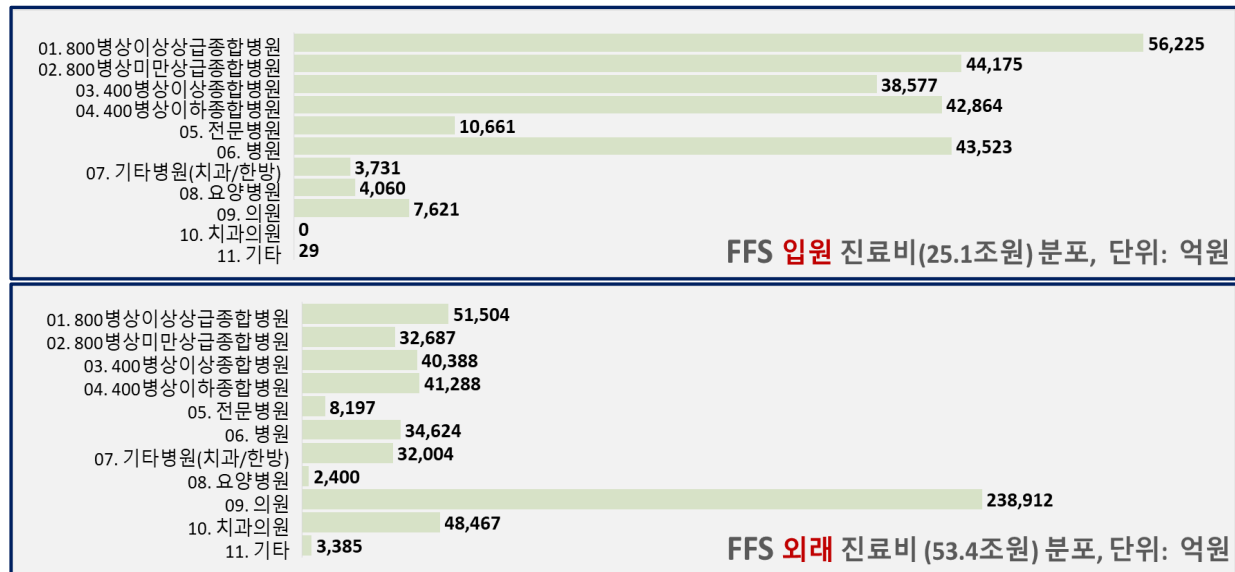 01. 800병상이상상급종합병원 56,225
02. 800병상미만상급종합병원 44,175
03. 400병상이상종합병원 38,577
04. 400병상이하종합병원 42,864
05. 전문병원 10,661
06. 병원 43,523
07. 기타병원(치과/한방) 3,731
08. 요양병원 4,060
09. 의원 7,621
10. 치과의원 0
11. 기타 29
FFS 입원 진료비(25.1조원) 분포, 단위: 억원
01. 800병상이상상급종합병원 51,504
02. 800병상미만상급종합병원 32,687
03. 400병상이상종합병원 40,388
04. 400병상이하종합병원 41,288
05. 전문병원 8,197
06. 병원 34,624
07. 기타병원(치과/한방) 32,004
08. 요양병원 2,400
09. 의원 238,912
10. 치과의원 48,467
11. 기타 3,385
FFS 외래 진료비 (53.4조원) 분포, 단위: 억원